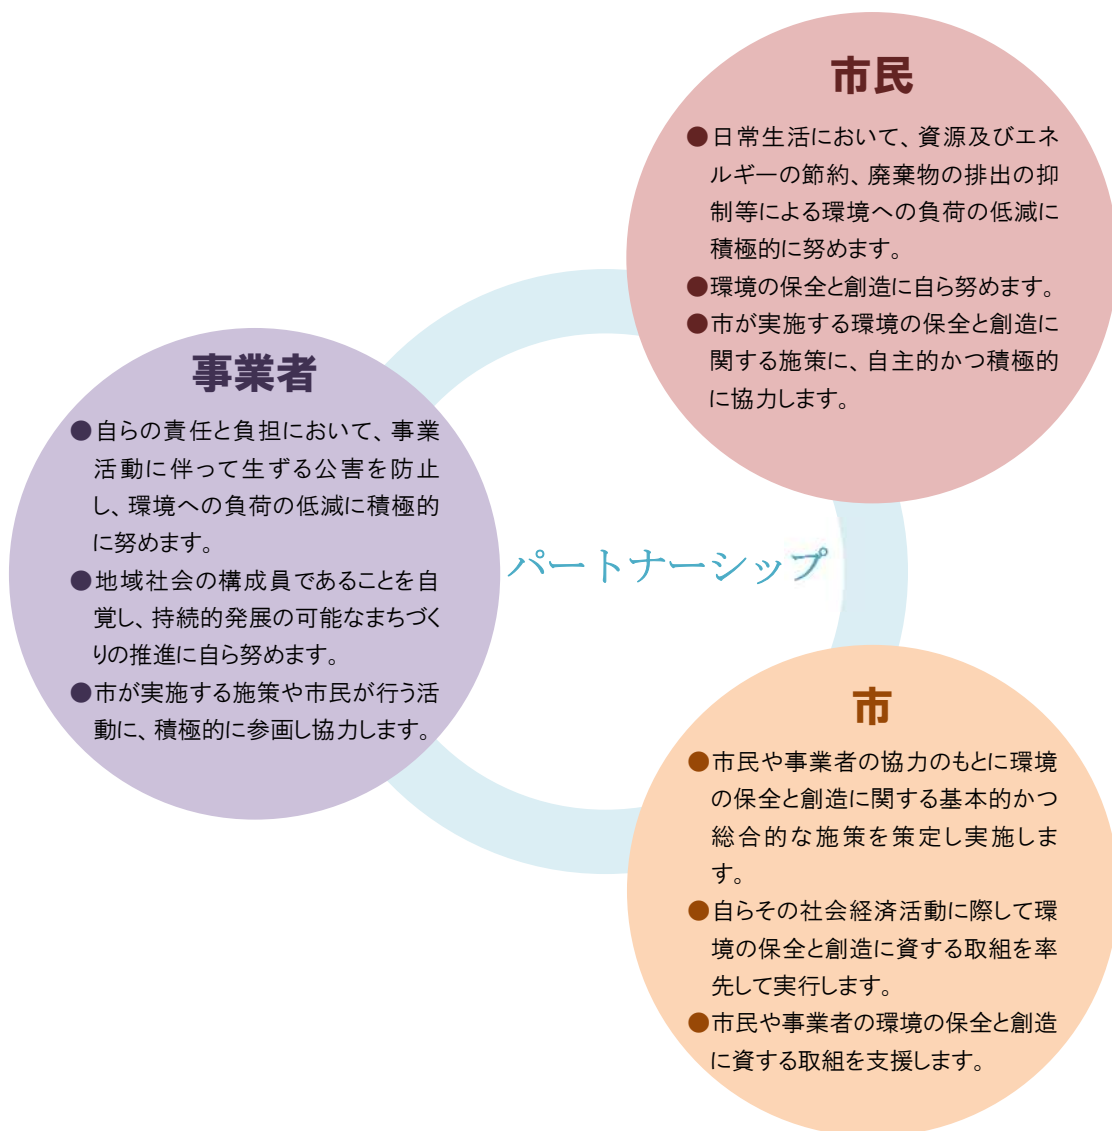 市民
●日常生活において、資源及びエネ
ルギーの節約、廃棄物の排出の抑
制等による環境への負荷の低減に
積極的に努めます。
●環境の保全と創造に自ら努めます。
●市が実施する環境の保全と創造に
関する施策に、自主的かつ積極的
に協力します。
事業者
●自らの責任と負担において、事業
活動に伴って生ずる公害を防止
し、環境への負荷の低減に積極的
に努めます。
●地域社会の構成員であることを自
覚し、持続的発展の可能なまちづく
りの推進に自ら努めます。
●市が実施する施策や市民が行う活
動に、積極的に参画し協力します。
パートナーシップ
市
●市民や事業者の協力のもとに環境
の保全と創造に関する基本的かつ
総合的な施策を策定し実施しま
す。
●自らその社会経済活動に際して環
境の保全と創造に資する取組を率
先して実行します。
●市民や事業者の環境の保全と創造
に資する取組を支援します。